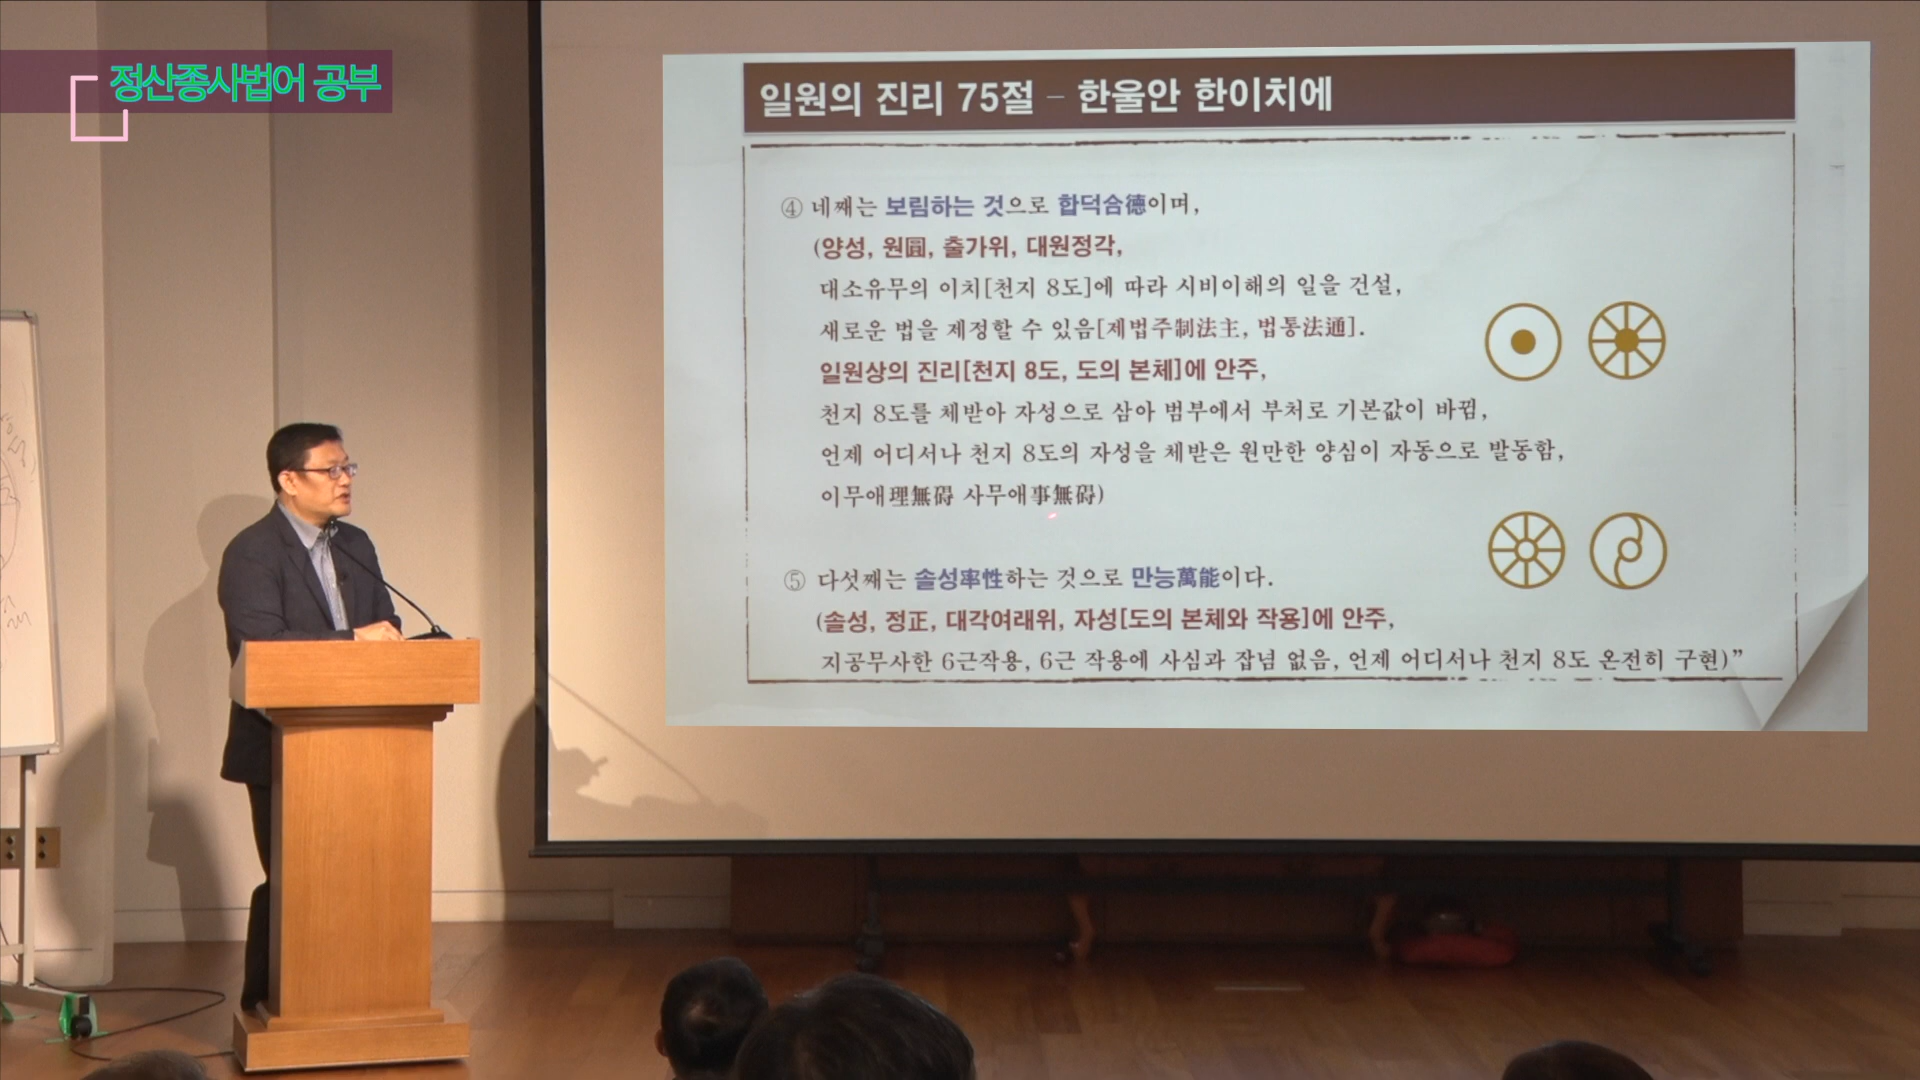 정산종사법어 공부
일원의 진리 75절 – 한울안 한이치에
④ 네째는 보림하는 것으로 합덕合德이며,
(양성, 원圓, 출가위, 대원정각,
대소유무의 이치[천지 8도]에 따라 시비이해의 일을 건설,
새로운 법을 제정할 수 있음[제법주制法主, 법통法通].
일원상의 진리[천지 8도, 도의 본체]에 안주,
천지 8도를 체받아 자성으로 삼아 범부에서 부처로 기본값이 바뀜,
언제 어디서나 천지 8도의 자성을 체받은 원만한 양심이 자동으로 발동함,
이무애理無碍 사무애事無碍)
⑤ 다섯째는 솔성率性하는 것으로 만능萬能이다.
(솔성, 정正, 대각여래위, 자성[도의 본체와 작용]에 안주,
지공무사한 6근작용, 6근 작용에 사심과 잡념 없음, 언제 어디서나 천지 8도 온전히 구현)”